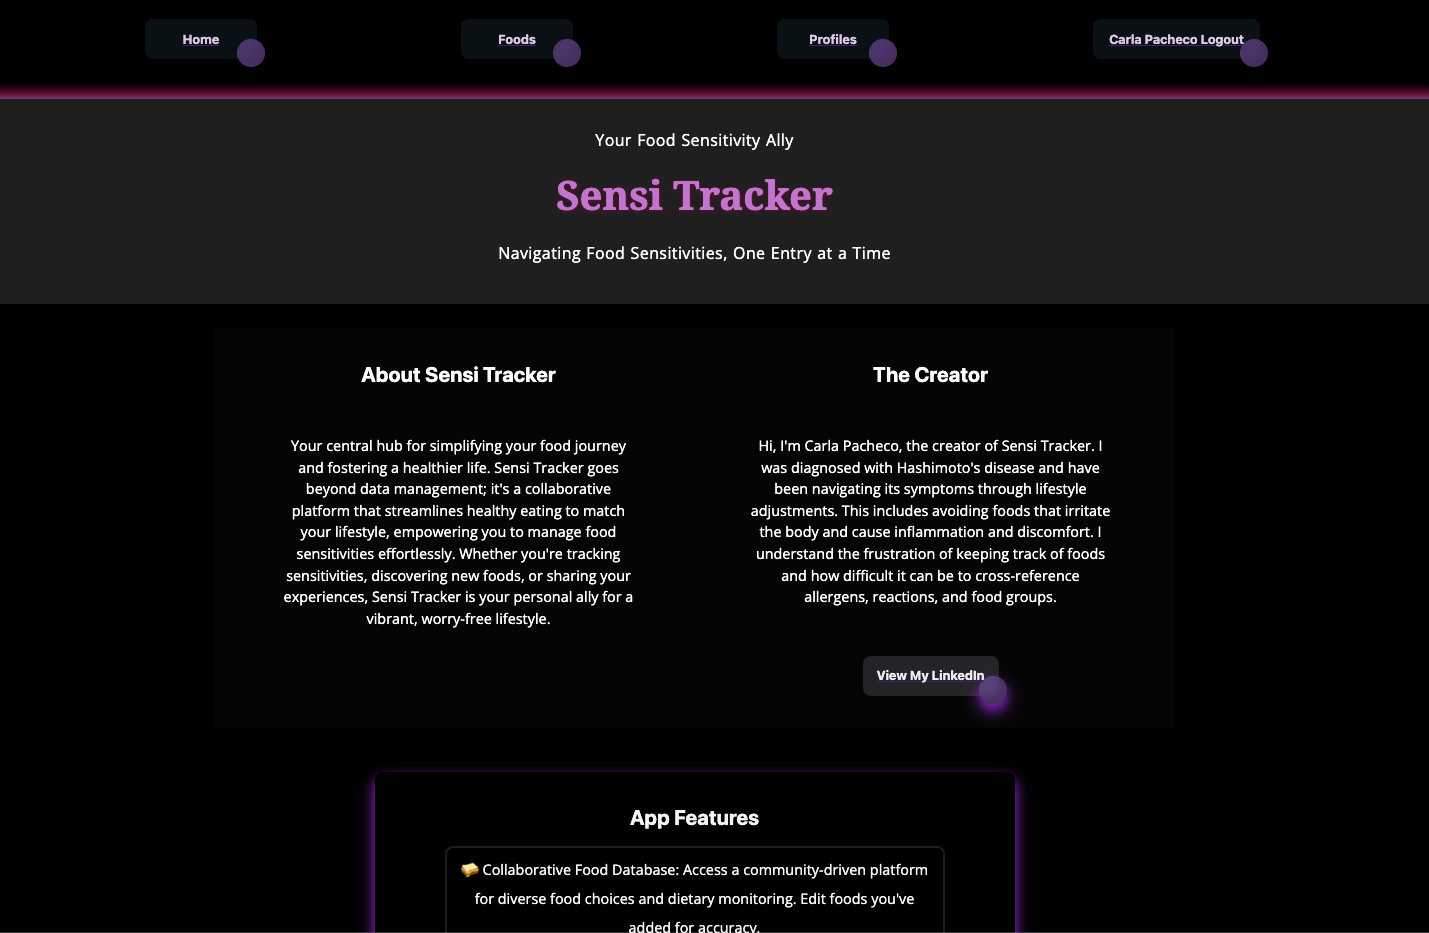 Home
Foods
Profiles
Carla Pacheco Logout
Your Food Sensitivity Ally
Sensi Tracker
Navigating Food Sensitivities, One Entry at a Time
About Sensi Tracker
Your central hub for simplifying your food journey
and fostering a healthier life. Sensi Tracker goes
beyond data management; it's a collaborative
platform that streamlines healthy eating to match
your lifestyle, empowering you to manage food
sensitivities effortlessly. Whether you're tracking
sensitivities, discovering new foods, or sharing your
experiences, Sensi Tracker is your personal ally for a
vibrant, worry-free lifestyle.
The Creator
Hi, I'm Carla Pacheco, the creator of Sensi Tracker. I
was diagnosed with Hashimoto's disease and have
been navigating its symptoms through lifestyle
adjustments. This includes avoiding foods that irritate
the body and cause inflammation and discomfort. I
understand the frustration of keeping track of foods
and how difficult it can be to cross-reference
allergens, reactions, and food groups.
View My LinkedIn
App Features
Collaborative Food Database: Access a community-driven platform
for diverse food choices and dietary monitoring. Edit foods you've
added for accuracy.